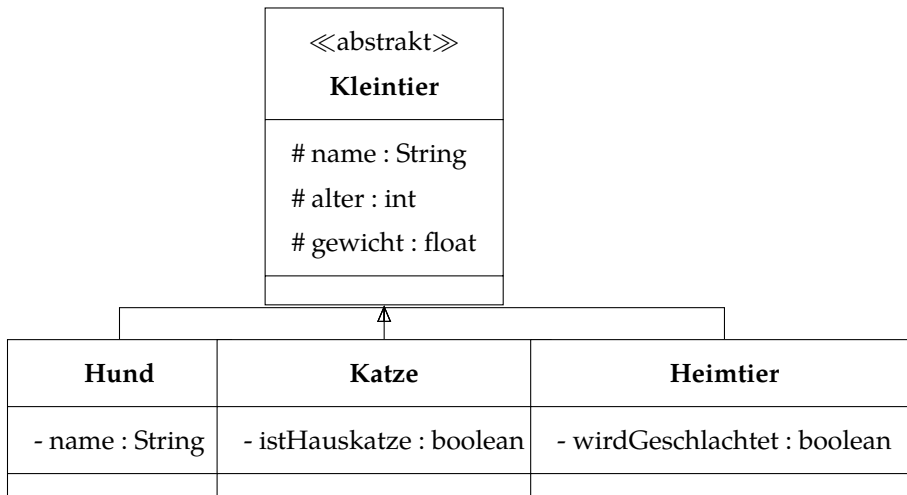 ≪abstrakt≫
Kleintier
# name : String
# alter : int
# gewicht : float
Hund
Katze
Heimtier
- name : String
- istHauskatze : boolean
- wirdGeschlachtet : boolean